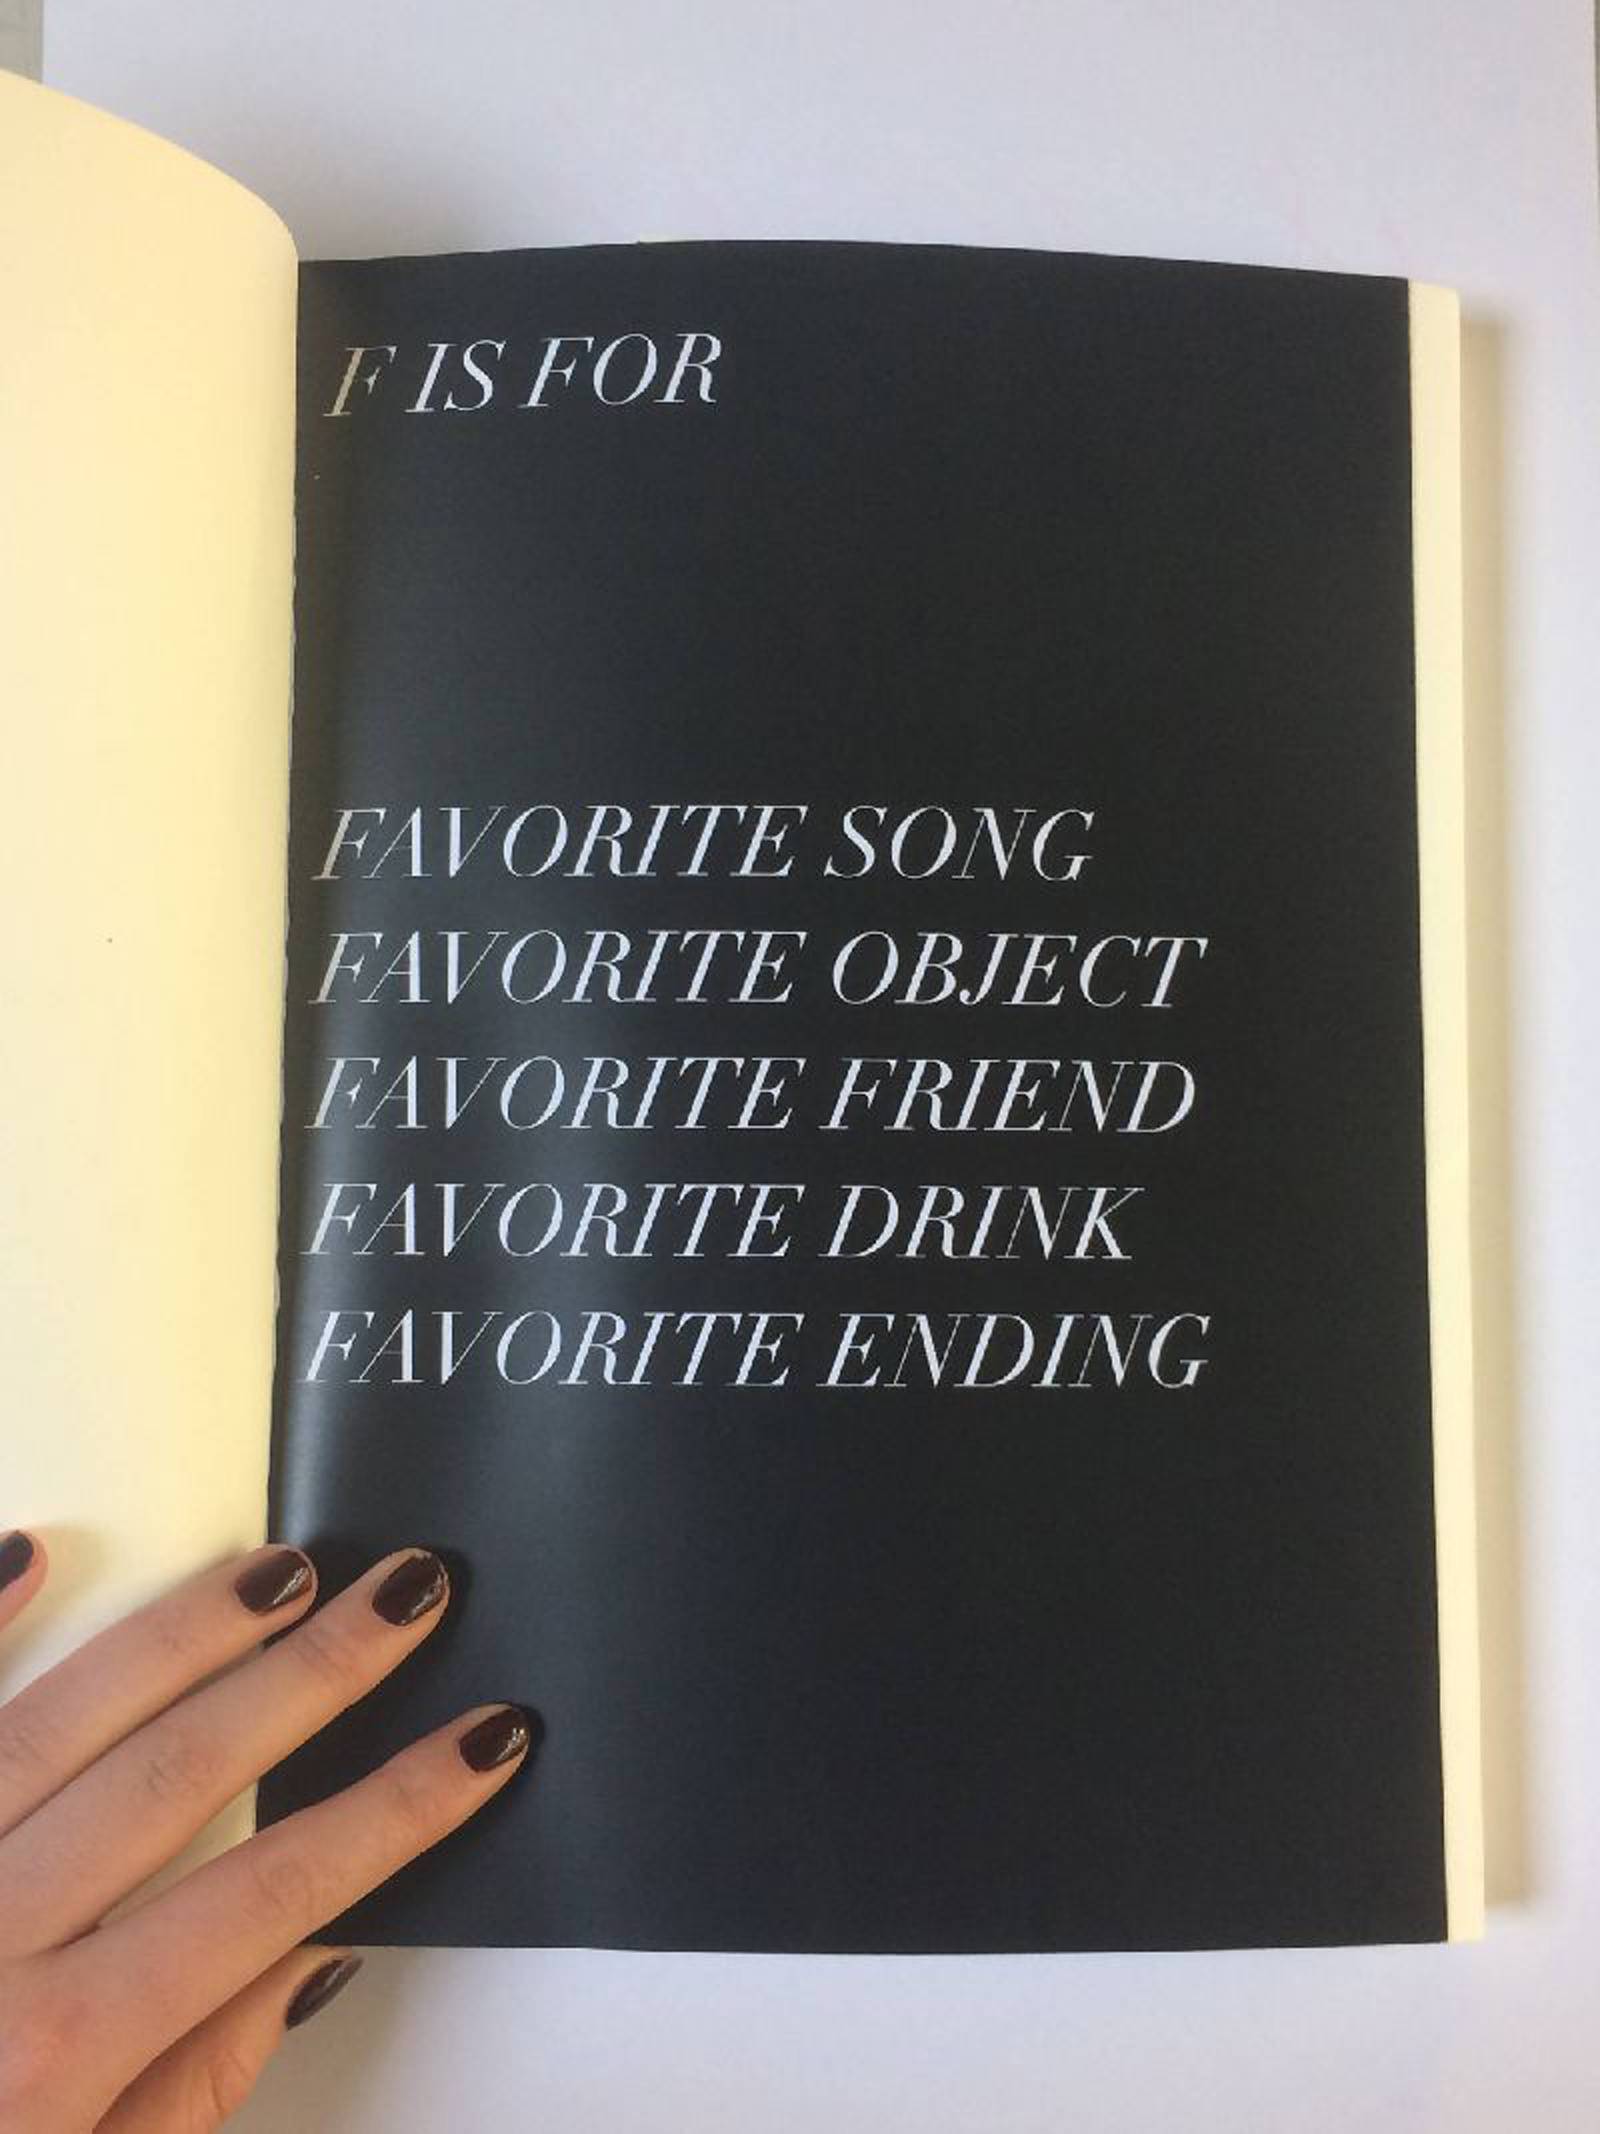 F IS FOR
FAVORITE SONG
FAVORITE OBJECT
FAVORITE FRIEND
FAVORITE DRINK
FAVORITE ENDING